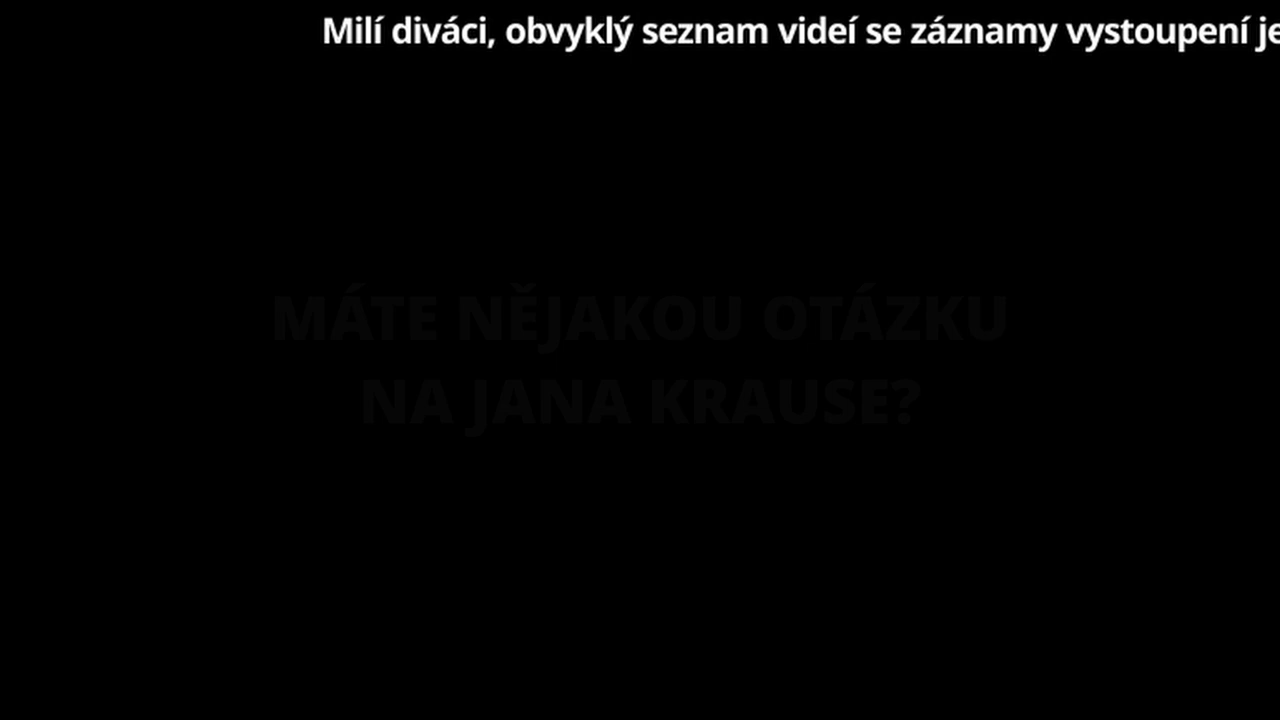 Milí diváci, obvyklý seznam videí se záznamy vystoupení je
MÁTE NĚJAKOU OTÁZKU
NA JANA KRAUSE?